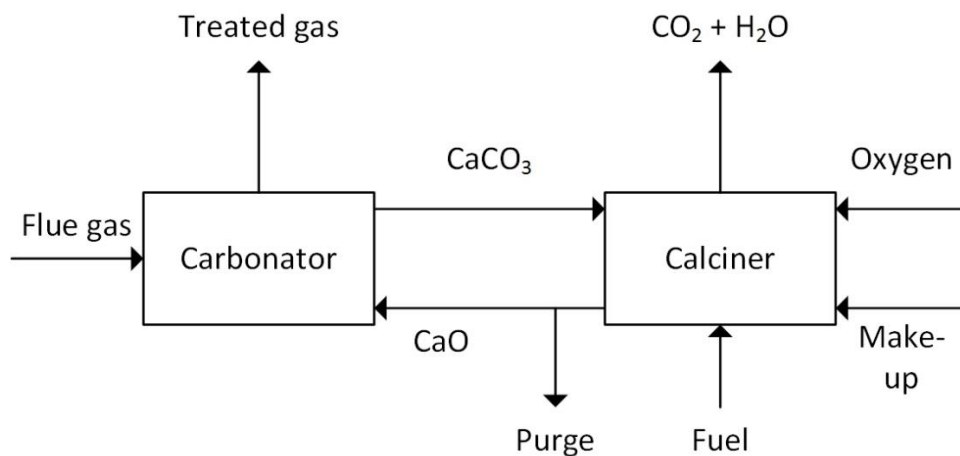 Treated gas
CO₂ + H₂O
CaCO₃
Oxygen
Flue gas
Carbonator
Calciner
CaO
Make-
up
Purge
Fuel